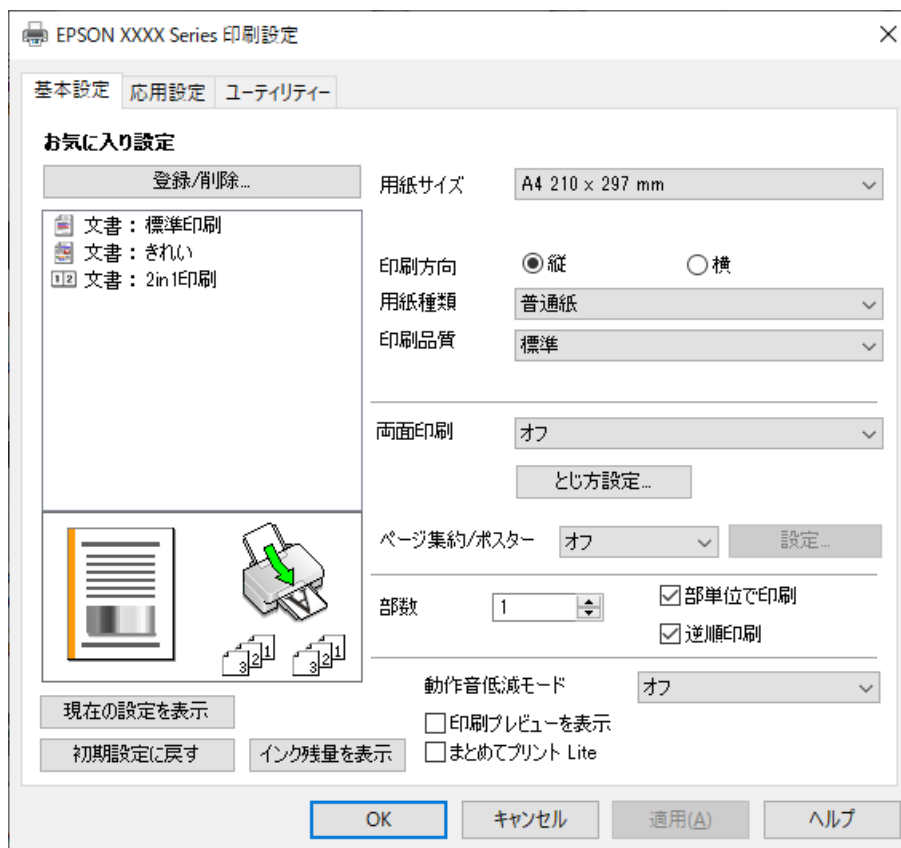 EPSON XXXX Series 印刷設定
基本設定
応用設定
ユーティリティー
お気に入り設定
登録/削除...
文書：標準印刷
文書：きれい
文書：2in1印刷
1 2
用紙サイズ
A4 210 x 297 mm
印刷方向
縦
横
用紙種類
普通紙
印刷品質
標準
両面印刷
オフ
とじ方設定...
ページ集約/ポスター
オフ
設定...
部数
1
部単位で印刷
逆順印刷
A
3 2 1
3 2 1
動作音低減モード
オフ
印刷プレビューを表示
まとめてプリント Lite
現在の設定を表示
初期設定に戻す
インク残量を表示
OK
キャンセル
適用(A)
ヘルプ